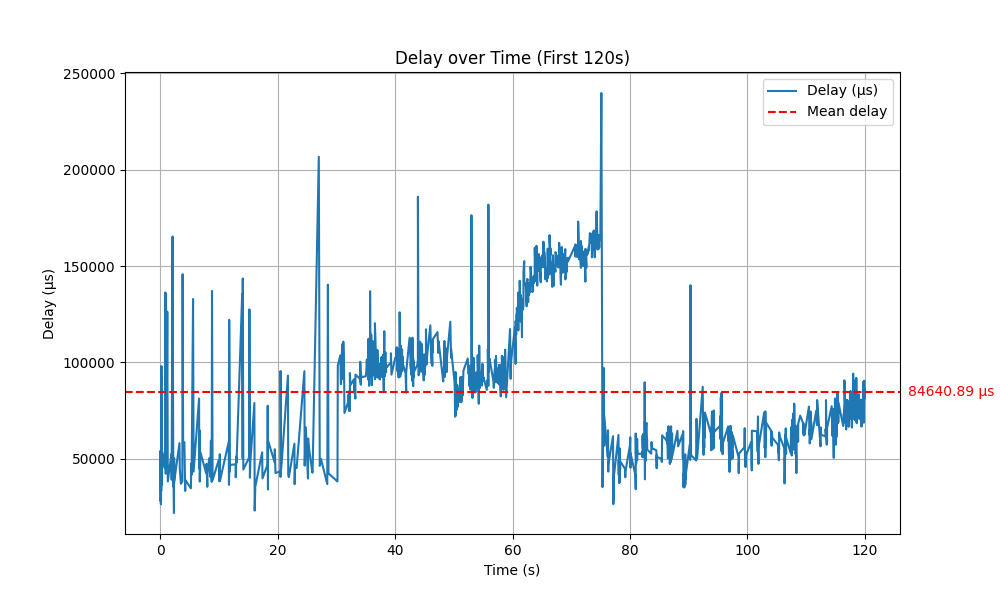 Delay over Time (First 120s)
250000
200000
150000
100000
50000
Delay (µs)
Delay (µs)
Mean delay
84640.89 µs
0
20
40
60
80
100
120
Time (s)